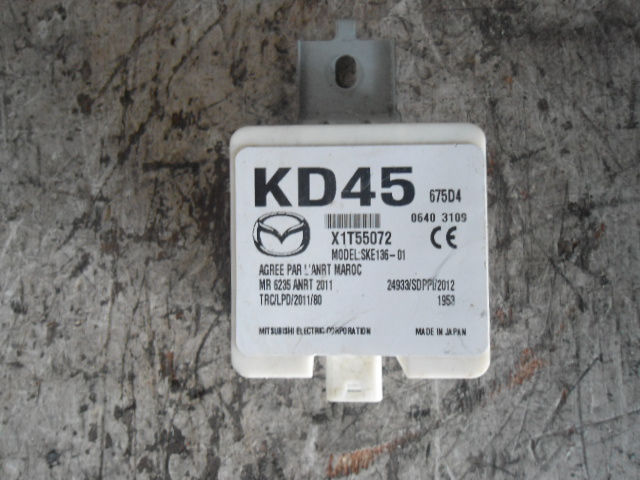 KD45 675D4
0640 3109
X1T55072
MODEL:SKE136-01
AGREE PAR L'ANRT MAROC
MR 6235 ANRT 2011 24933/SDPPI/2012
TRC/LPD/2011/80 1953
MITSUBISHI ELECTRIC CORPORATION MADE IN JAPAN